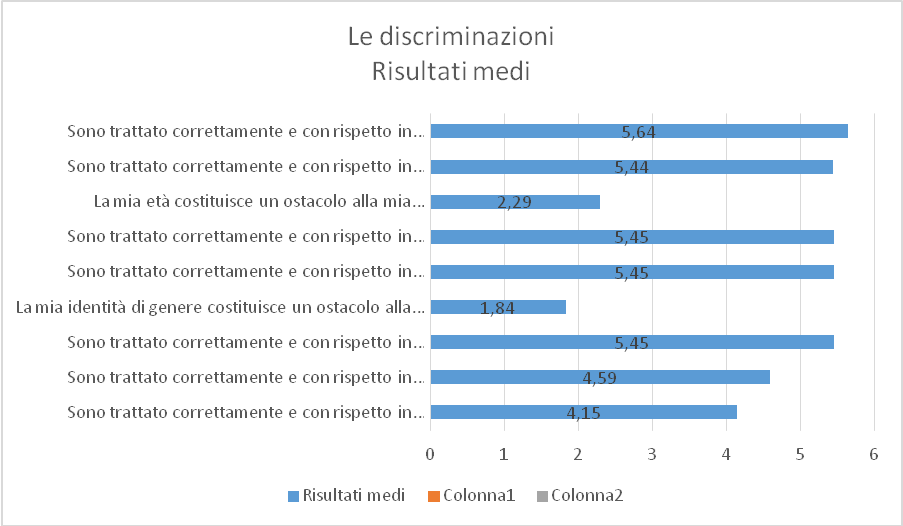 Le discriminazioni
Risultati medi
Sono trattato correttamente e con rispetto in... 5,64
Sono trattato correttamente e con rispetto in... 5,44
La mia età costituisce un ostacolo alla mia... 2,29
Sono trattato correttamente e con rispetto in... 5,45
Sono trattato correttamente e con rispetto in... 5,45
La mia identità di genere costituisce un ostacolo alla... 1,84
Sono trattato correttamente e con rispetto in... 5,45
Sono trattato correttamente e con rispetto in... 4,59
Sono trattato correttamente e con rispetto in... 4,15
0 1 2 3 4 5 6
Risultati medi Colonna1 Colonna2